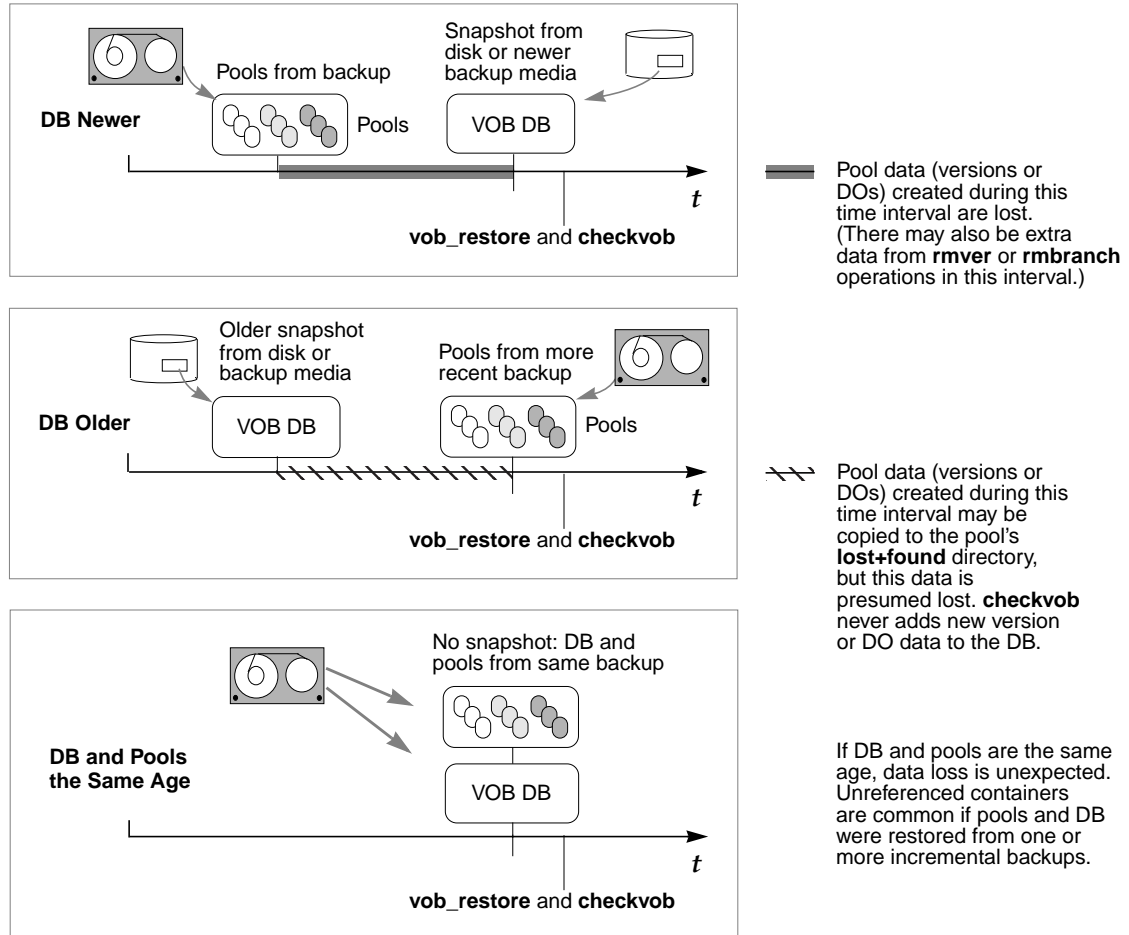 Snapshot from
disk or newer
backup media
Pools from backup
DB Newer
Pools
VOB DB
t
vob_restore and checkvob
Pool data (versions or
DOs) created during this
time interval are lost.
(There may also be extra
data from rmver or rmbranch
operations in this interval.)
Older snapshot
from disk or
backup media
Pools from more
recent backup
DB Older
VOB DB
Pools
t
vob_restore and checkvob
Pool data (versions or
DOs) created during this
time interval may be
copied to the pool's
lost+found directory,
but this data is
presumed lost. checkvob
never adds new version
or DO data to the DB.
No snapshot: DB and
pools from same backup
DB and Pools
the Same Age
VOB DB
t
vob_restore and checkvob
If DB and pools are the same
age, data loss is unexpected.
Unreferenced containers
are common if pools and DB
were restored from one or
more incremental backups.